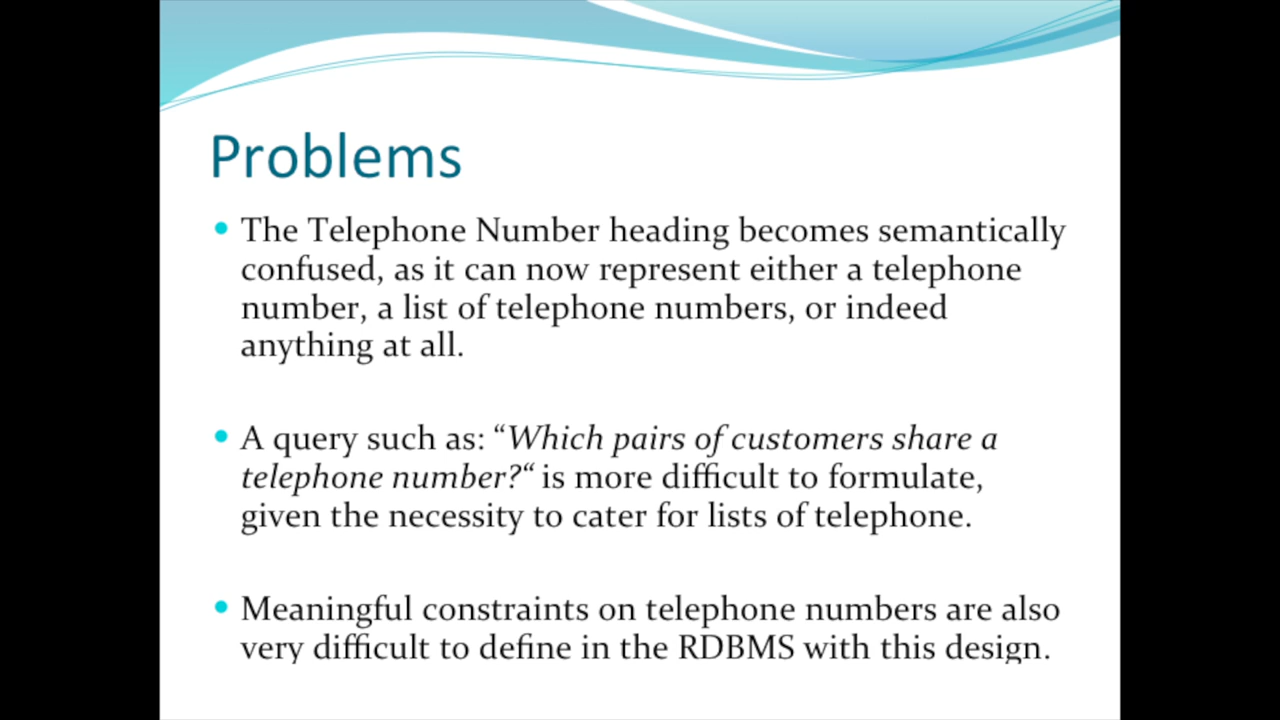 Problems
• The Telephone Number heading becomes semantically
confused, as it can now represent either a telephone
number, a list of telephone numbers, or indeed
anything at all.
• A query such as: “Which pairs of customers share a
telephone number?“ is more difficult to formulate,
given the necessity to cater for lists of telephone.
• Meaningful constraints on telephone numbers are also
very difficult to define in the RDBMS with this design.